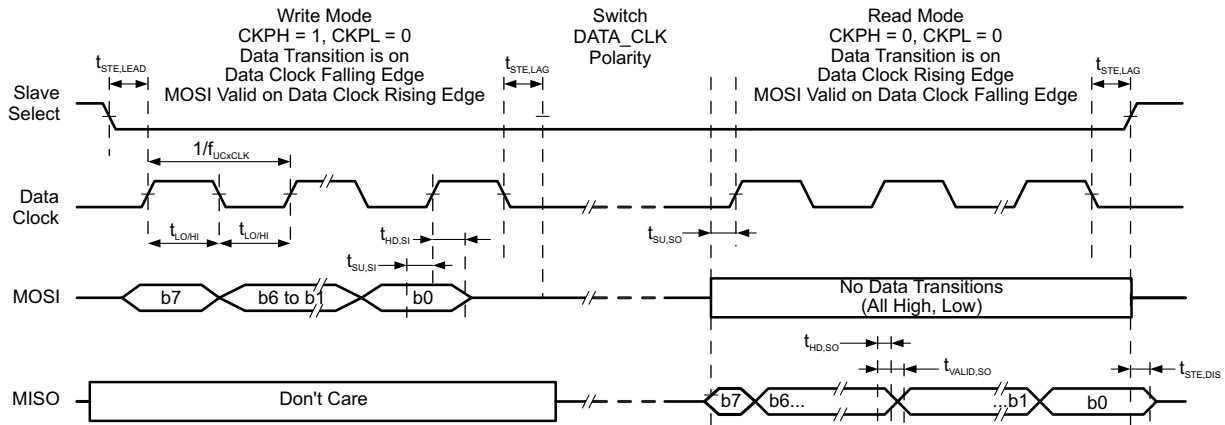 Write Mode
CKPH = 1, CKPL = 0
Data Transition is on
Data Clock Falling Edge
MOSI Valid on Data Clock Rising Edge
Switch
DATA_CLK
Polarity
Read Mode
CKPH = 0, CKPL = 0
Data Transition is on
Data Clock Rising Edge
MOSI Valid on Data Clock Falling Edge
tSTE,LEAD
tSTE,LAG
tSTE,LAG
Slave
Select
1/fUCxCLK
Data
Clock
tLO/HI
tLO/HI
tHD,SI
tSU,SI
tSU,SO
MOSI
b7
b6 to b1
b0
No Data Transitions
(All High, Low)
tHD,SO
tVALID,SO
tSTE,DIS
MISO
Don't Care
b7
b6...
...b1
b0